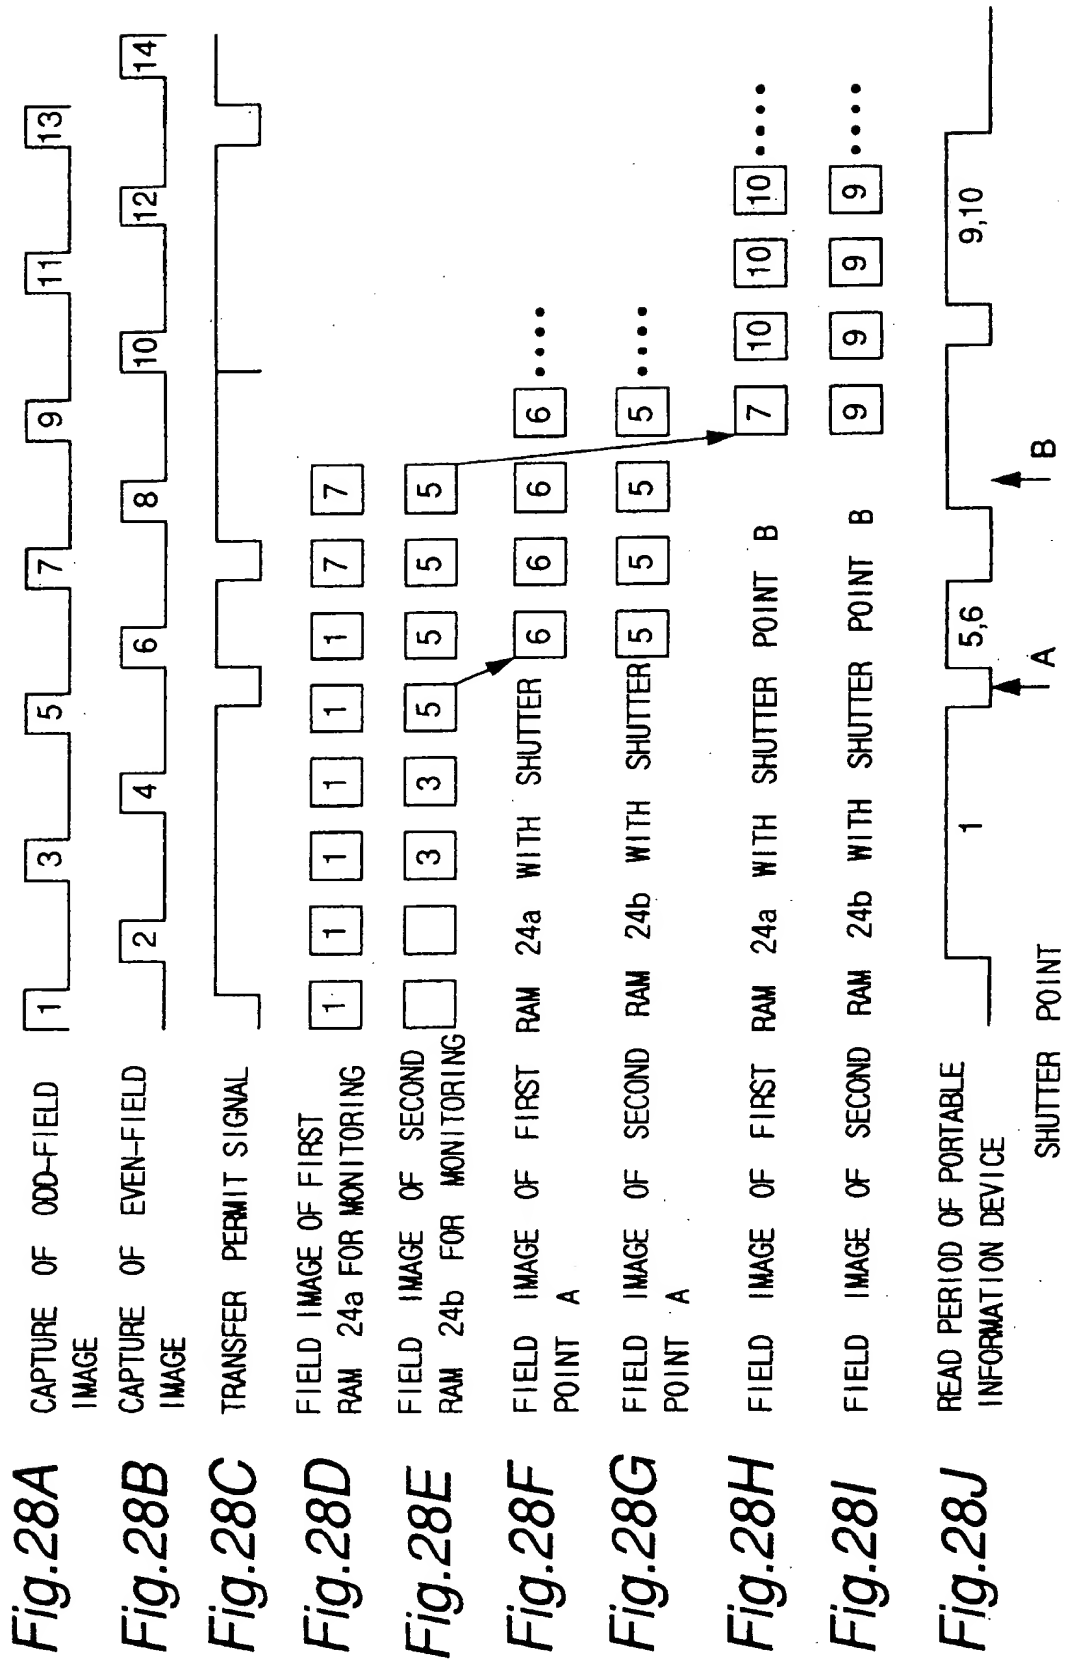 Fig.28A CAPTURE OF ODD-FIELD
IMAGE
1 3 5 7 9 11 13
Fig.28B CAPTURE OF EVEN-FIELD
IMAGE
2 4 6 8 10 12 14
Fig.28C TRANSFER PERMIT SIGNAL
Fig.28D FIELD IMAGE OF FIRST
RAM 24a FOR MONITORING
1 1 1 1 1 1 7 7
Fig.28E FIELD IMAGE OF SECOND
RAM 24b FOR MONITORING
3 3 5 5 5 5
Fig.28F FIELD IMAGE OF FIRST RAM 24a WITH SHUTTER
POINT A
6 6 6 6 ....
Fig.28G FIELD IMAGE OF SECOND RAM 24b WITH SHUTTER
POINT A
5 5 5 5 ....
Fig.28H FIELD IMAGE OF FIRST RAM 24a WITH SHUTTER POINT B
7 10 10 10 ....
Fig.28I FIELD IMAGE OF SECOND RAM 24b WITH SHUTTER POINT B
9 9 9 9 ....
Fig.28J READ PERIOD OF PORTABLE
INFORMATION DEVICE
1 5,6 9,10
SHUTTER POINT
A B